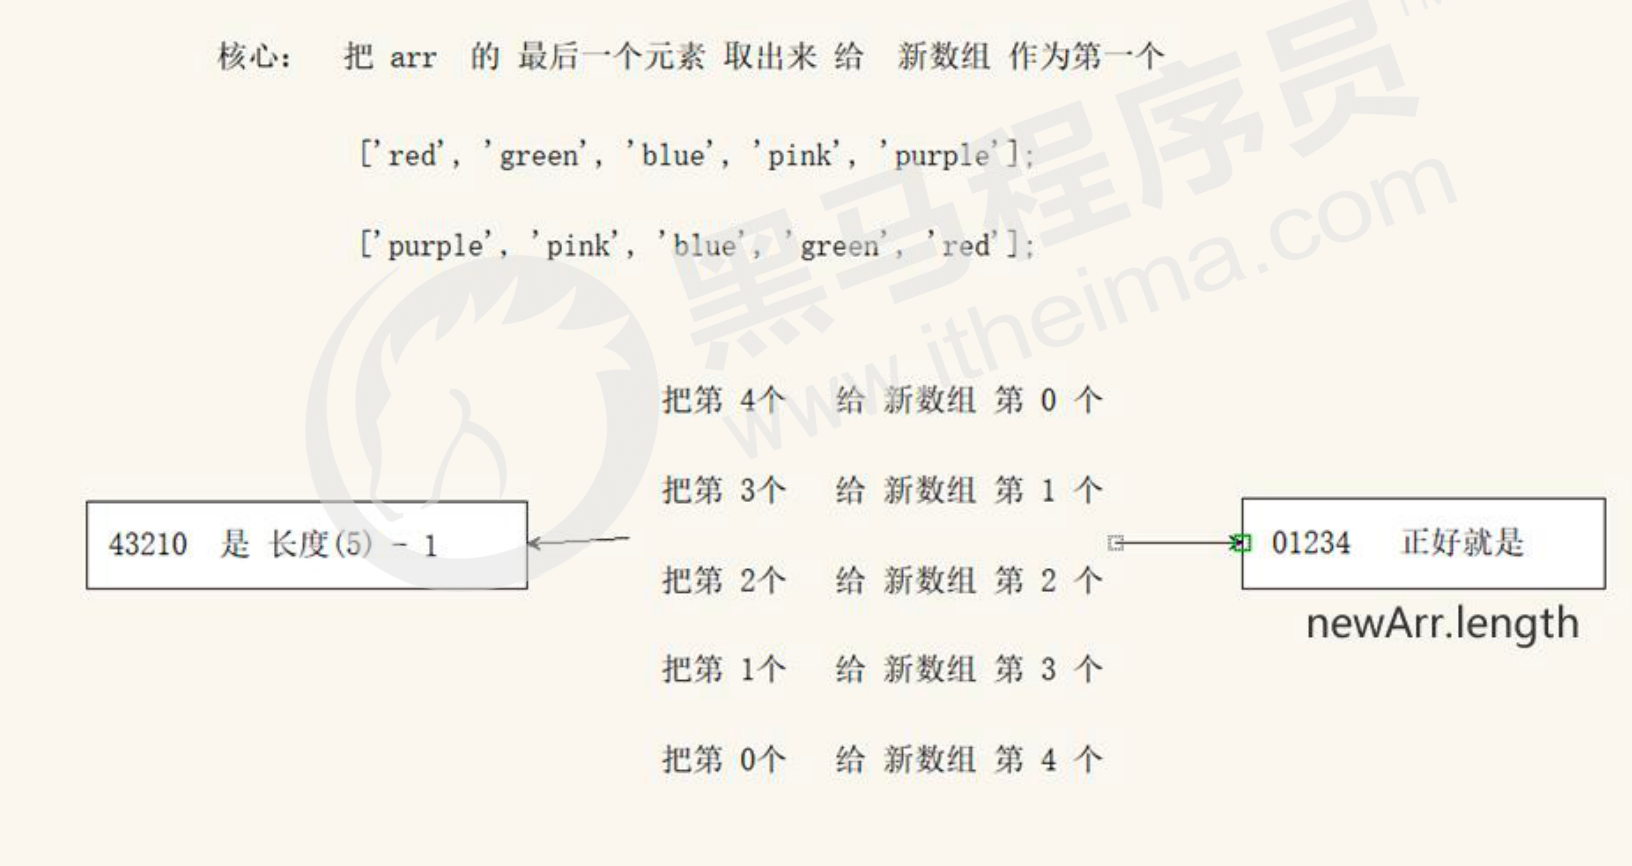 核心： 把 arr 的 最后一个元素 取出来 给 新数组 作为第一个
['red', 'green', 'blue', 'pink', 'purple'];
['purple', 'pink', 'blue', 'green', 'red'];
黑马程序员
www.itheima.com
把第 4个 给 新数组 第 0 个
把第 3个 给 新数组 第 1 个
43210 是 长度(5) - 1
01234 正好就是
把第 2个 给 新数组 第 2 个
newArr.length
把第 1个 给 新数组 第 3 个
把第 0个 给 新数组 第 4 个